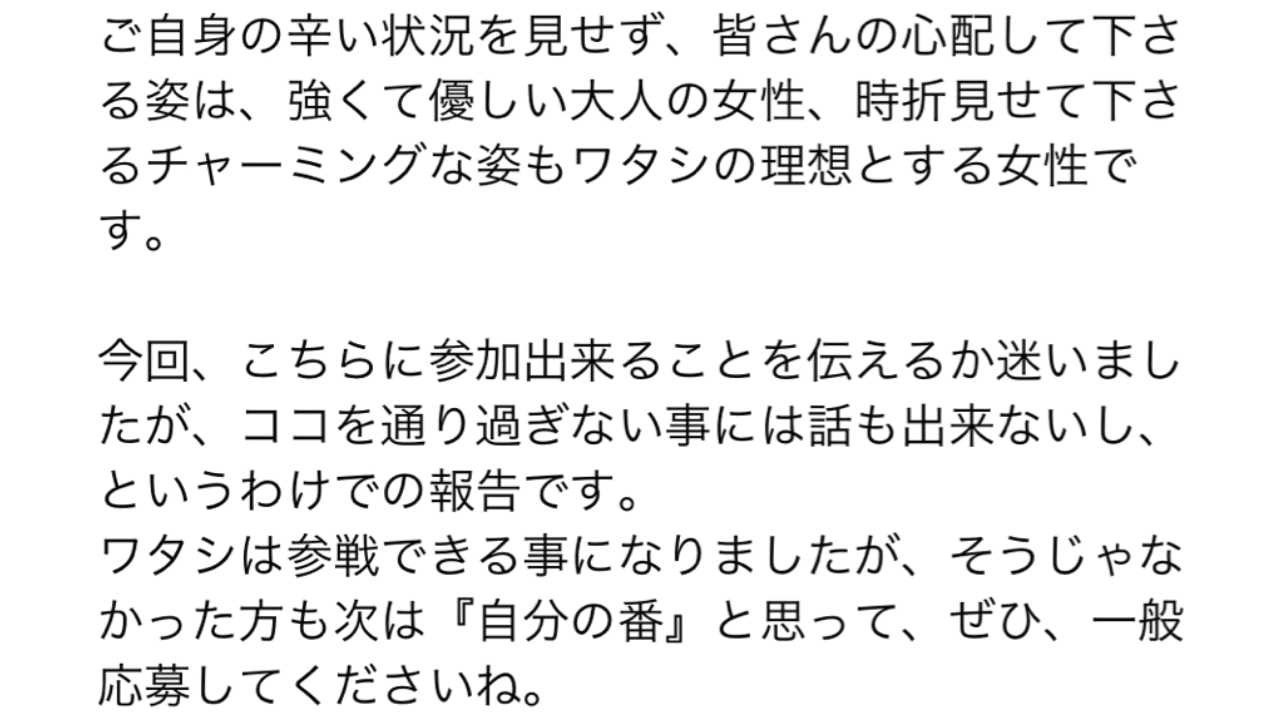 ご自身の辛い状況を見せず、皆さんの心配して下さ
る姿は、強くて優しい大人の女性、時折見せて下さ
るチャーミングな姿もワタシの理想とする女性で
す。
今回、こちらに参加出来ることを伝えるか迷いまし
たが、ココを通り過ぎない事には話も出来ないし、
というわけでの報告です。
ワタシは参戦できる事になりましたが、そうじゃな
かった方も次は『自分の番』と思って、ぜひ、一般
応募してくださいね。